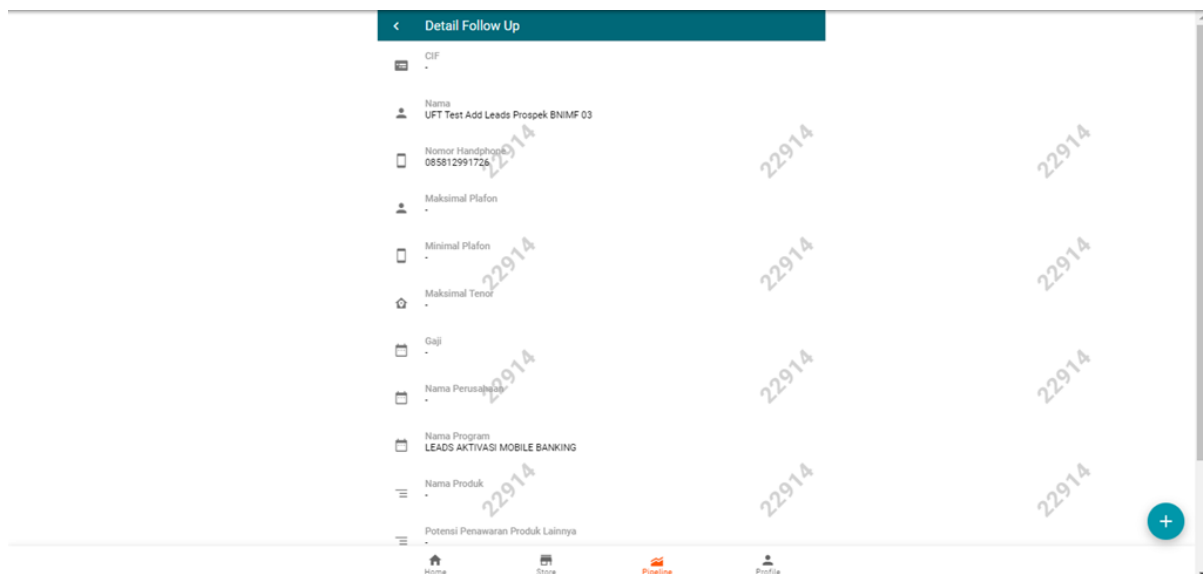 Detail Follow Up
CIF
-
Nama
UFT Test Add Leads Prospek BNIMF 03
Nomor Handphone
085812991726
Maksimal Plafon
-
Minimal Plafon
-
Maksimal Tenor
-
Gaji
-
Nama Perusahaan
-
Nama Program
LEADS AKTIVASI MOBILE BANKING
Nama Produk
-
Potensi Penawaran Produk Lainnya
-
22914 22914 22914
22914 22914 22914
22914 22914 22914
22914 22914 22914
Home Store Pipeline Profile